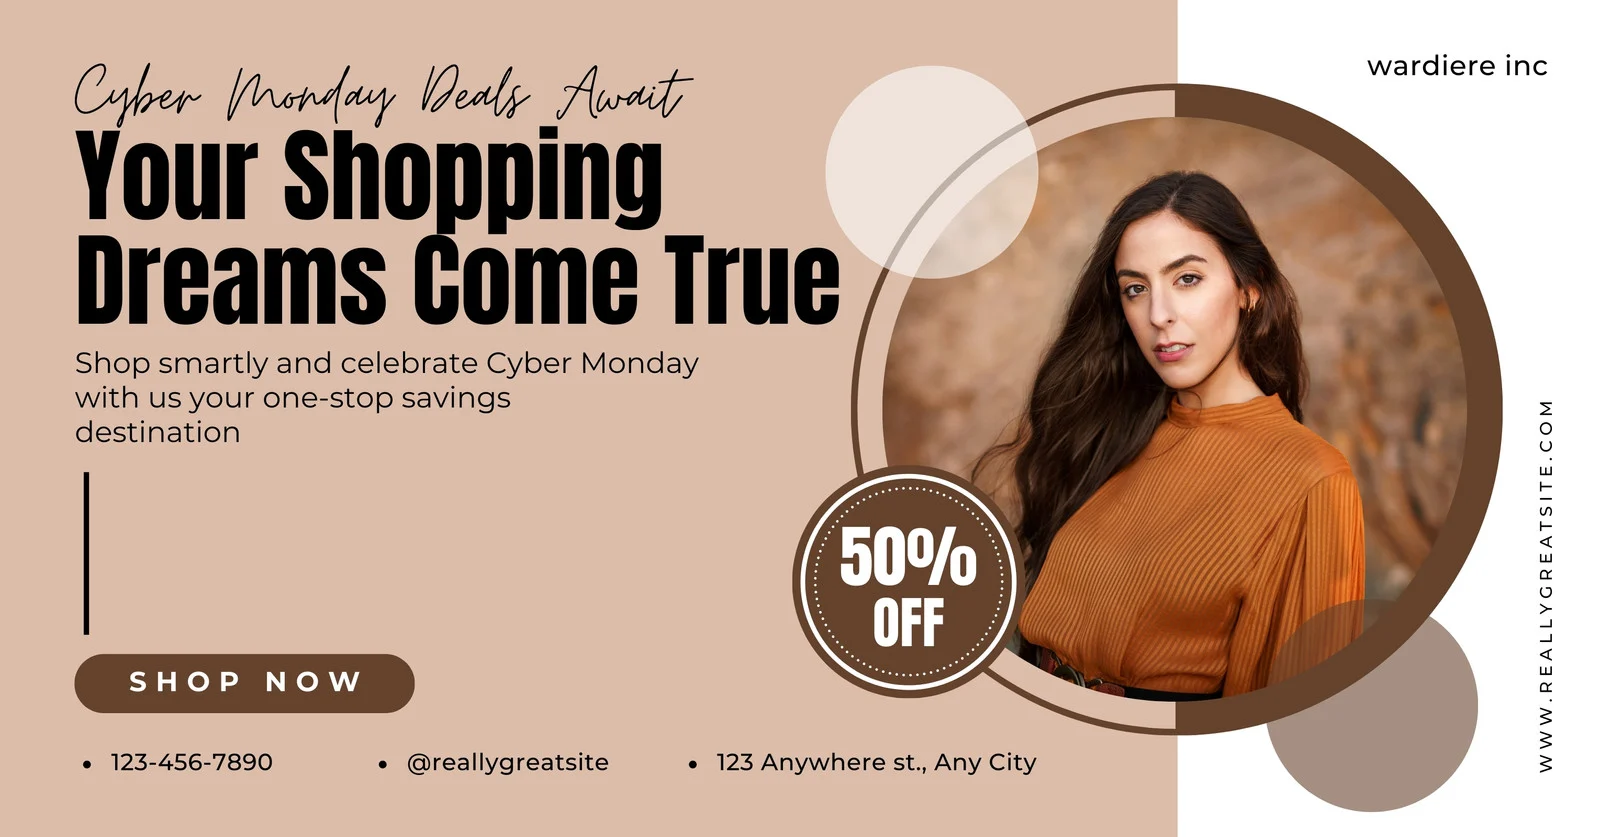 Cyber Monday Deals Await
Your Shopping
Dreams Come True
Shop smartly and celebrate Cyber Monday
with us your one-stop savings
destination
SHOP NOW
123-456-7890
@reallygreatsite
123 Anywhere st., Any City
50%
OFF
wardiere inc
WWW.REALLYGREATSITE.COM